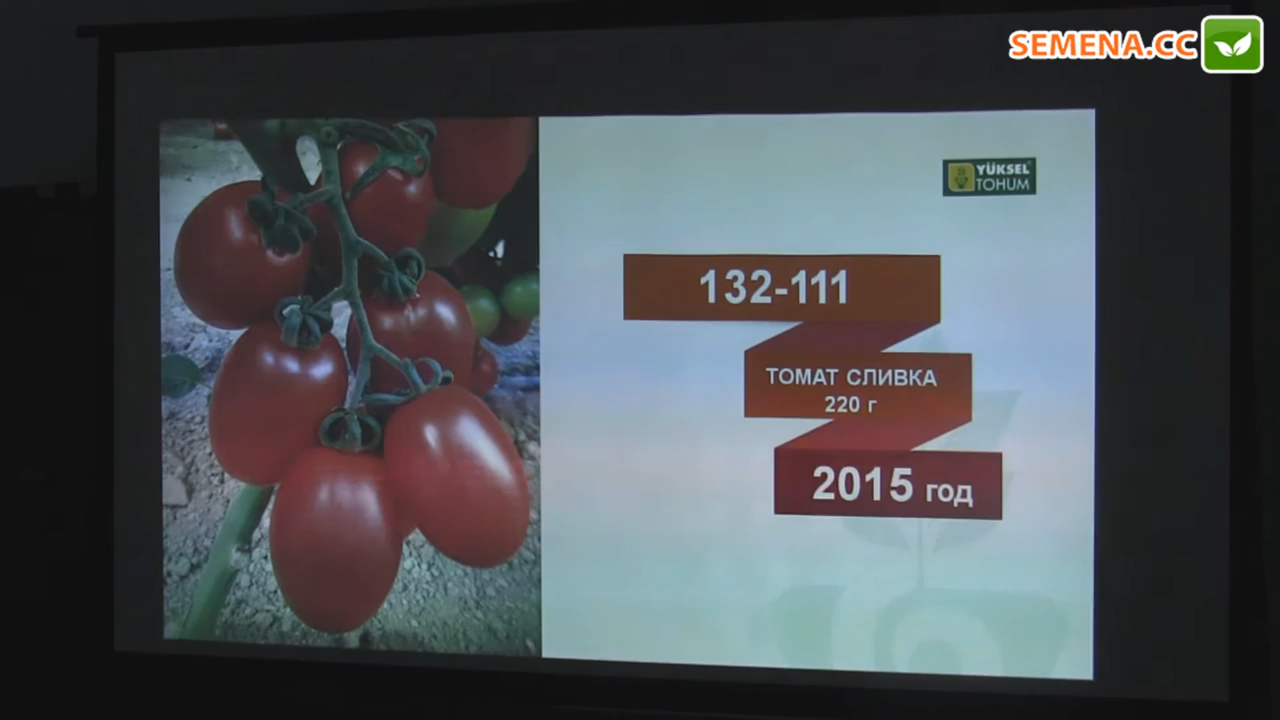 SEMENA.CC
YÜKSEL
TOHUM
132-111
ТОМАТ СЛИВКА
220 г
2015 год